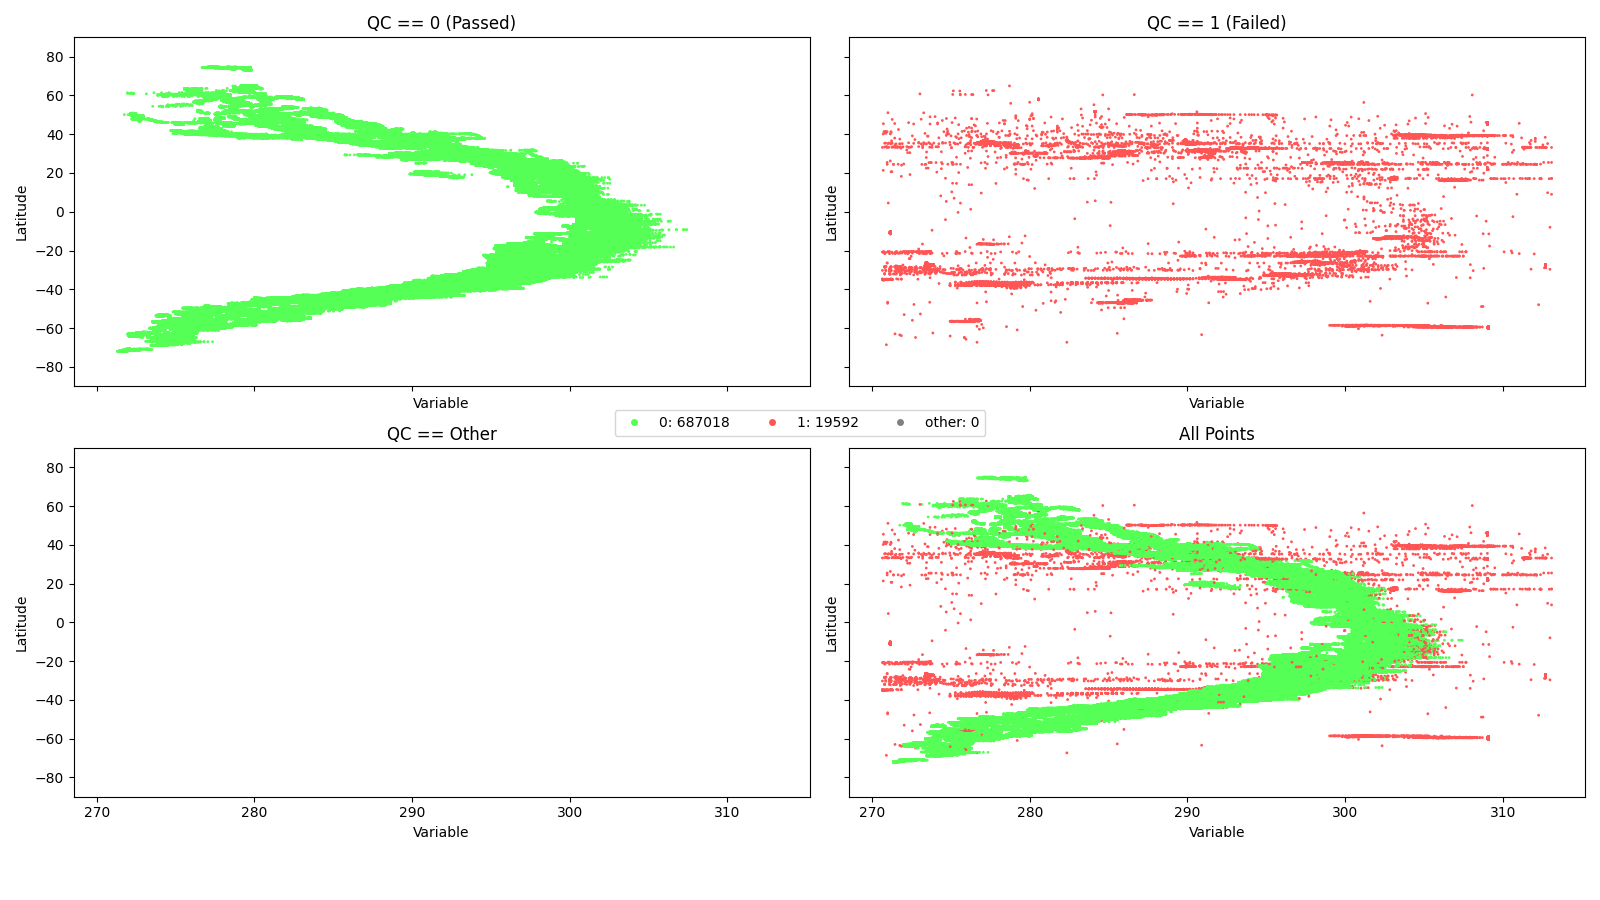 QC == 0 (Passed)
QC == 1 (Failed)
80
60
40
20
0
−20
−40
−60
−80
Latitude
Latitude
Variable
Variable
0: 687018 1: 19592 other: 0
QC == Other
All Points
80
60
40
20
0
−20
−40
−60
−80
Latitude
Latitude
270 280 290 300 310
270 280 290 300 310
Variable
Variable